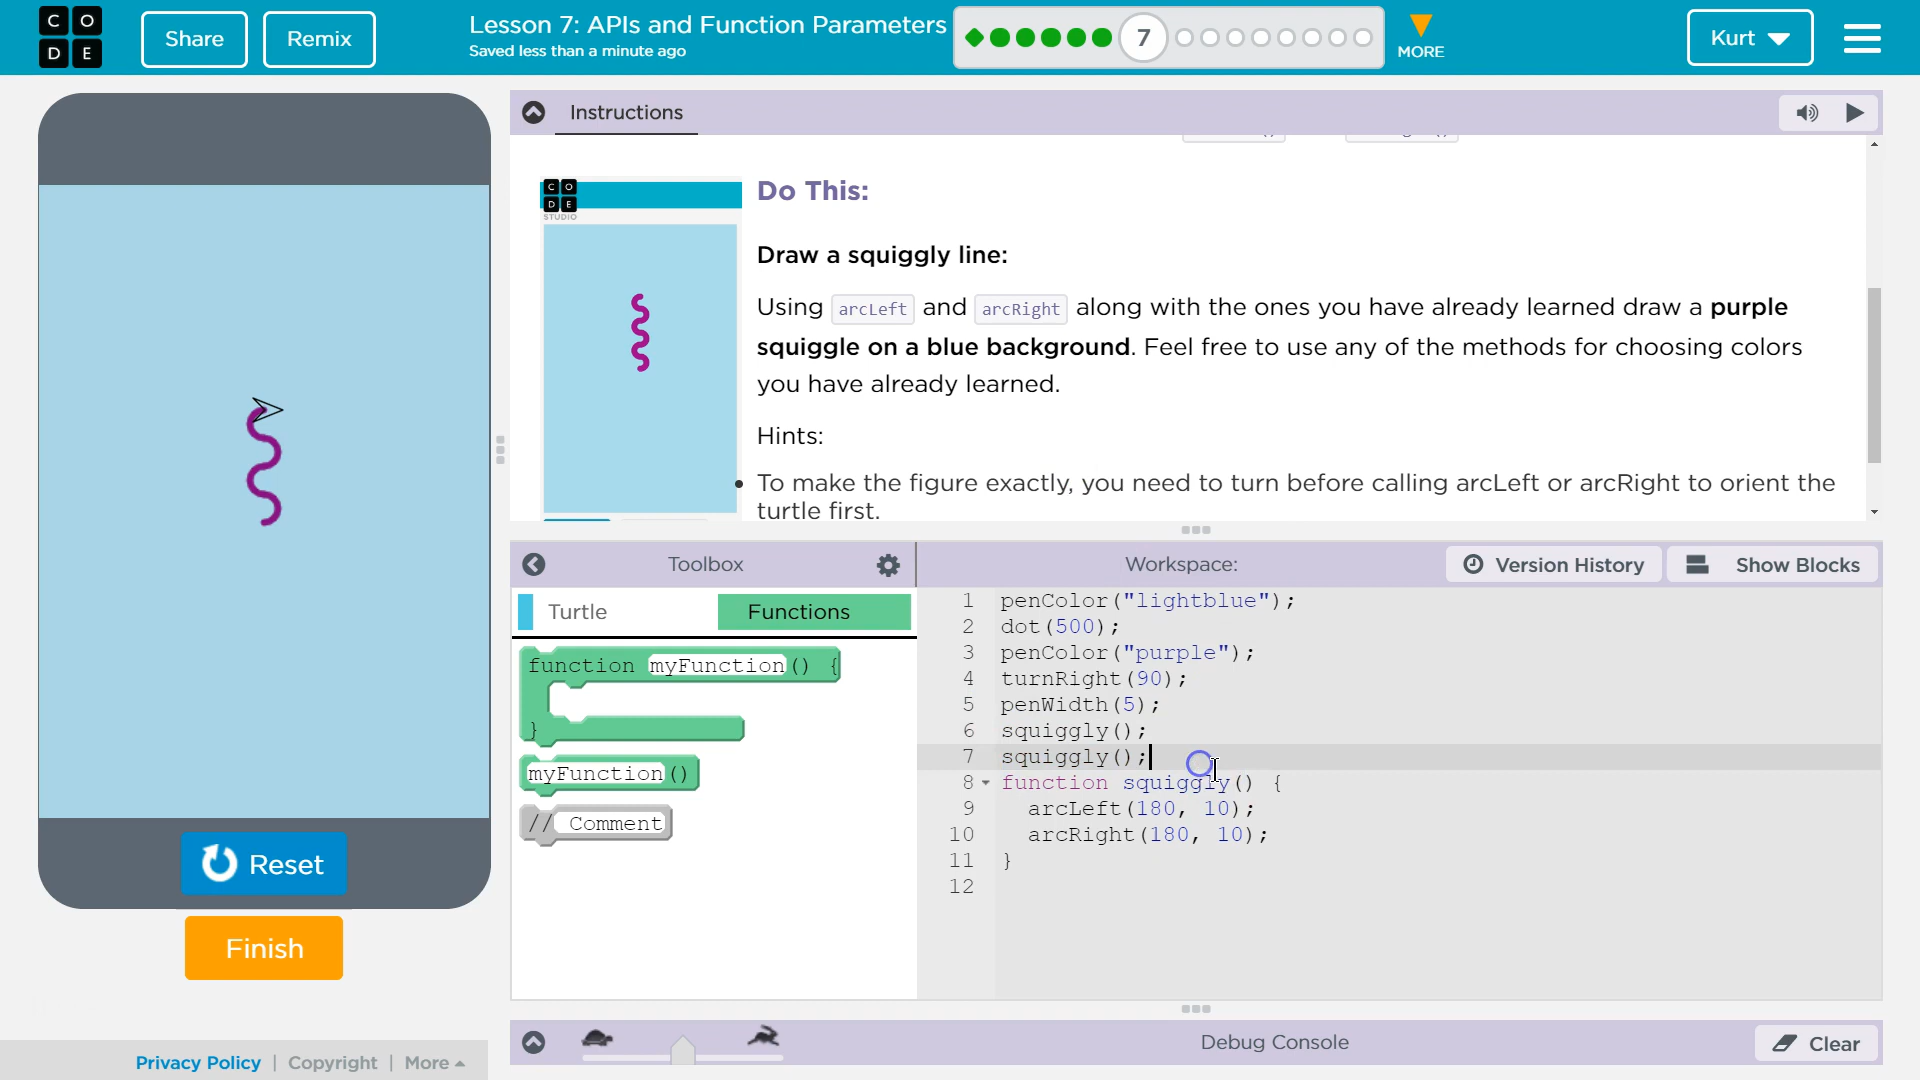 CODE
Share
Remix
Lesson 7: APIs and Function Parameters
Saved less than a minute ago
7
MORE
Kurt
Instructions
CODE
STUDIO
Do This:
Draw a squiggly line:
Using arcLeft and arcRight along with the ones you have already learned draw a purple
squiggle on a blue background. Feel free to use any of the methods for choosing colors
you have already learned.
Hints:
To make the figure exactly, you need to turn before calling arcLeft or arcRight to orient the
turtle first.
Toolbox
Workspace:
Version History
Show Blocks
Turtle
Functions
function myFunction() {
}
myFunction()
// Comment
1 penColor("lightblue");
2 dot(500);
3 penColor("purple");
4 turnRight(90);
5 penWidth(5);
6 squiggly();
7 squiggly();
8 function squiggly() {
9 arcLeft(180, 10);
10 arcRight(180, 10);
11 }
12
Reset
Finish
Debug Console
Clear
Privacy Policy | Copyright | More